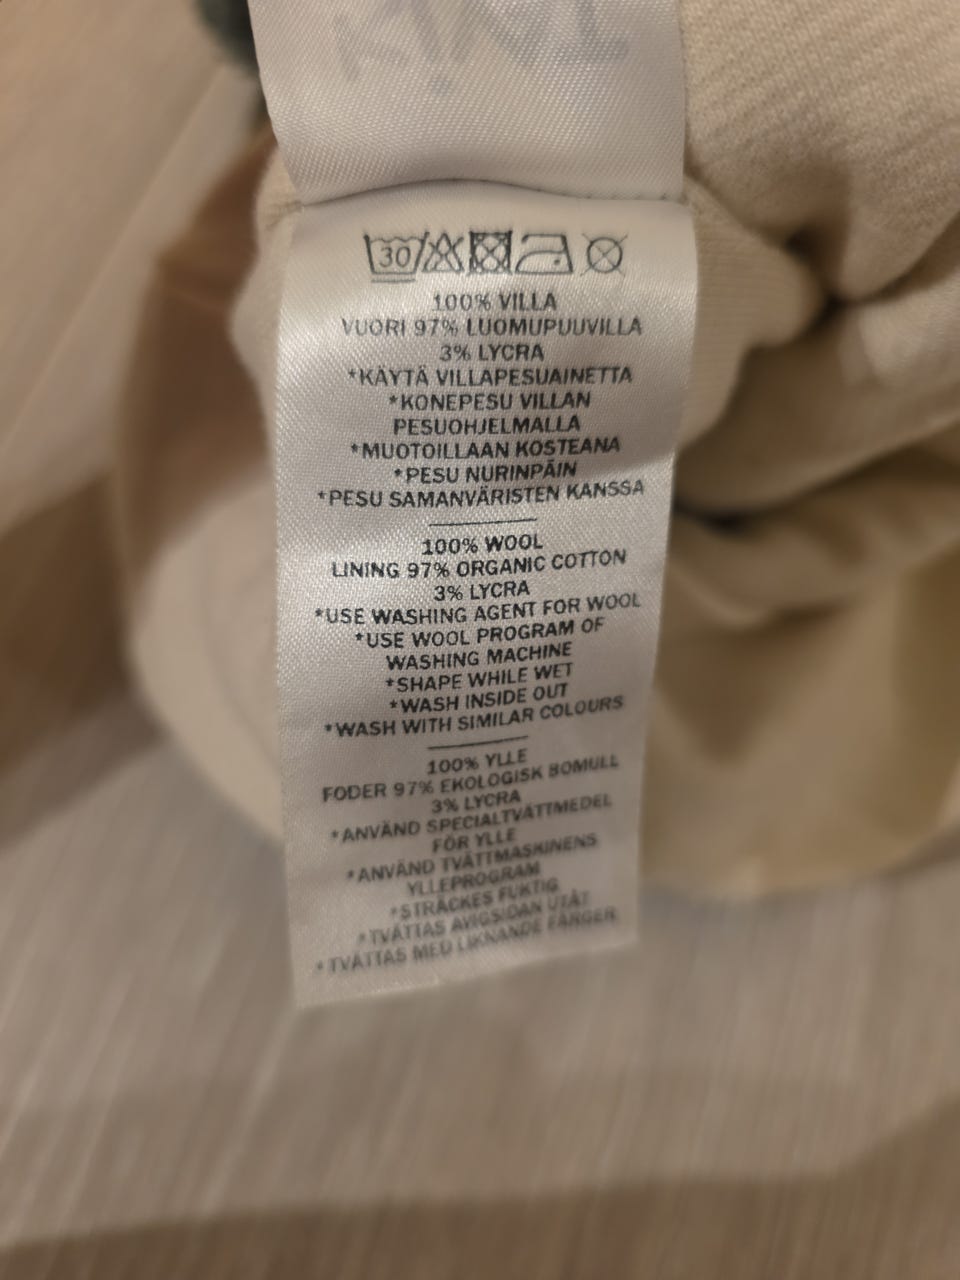 30
100% VILLA
VUORI 97% LUOMUPUUVILLA
3% LYCRA
*KÄYTÄ VILLAPESUAINETTA
*KONEPESU VILLAN
PESUOHJELMALLA
*MUOTOILLAAN KOSTEANA
*PESU NURINPÄIN
*PESU SAMANVÄRISTEN KANSSA
100% WOOL
LINING 97% ORGANIC COTTON
3% LYCRA
*USE WASHING AGENT FOR WOOL
*USE WOOL PROGRAM OF
WASHING MACHINE
*SHAPE WHILE WET
*WASH INSIDE OUT
*WASH WITH SIMILAR COLOURS
100% YLLE
FODER 97% EKOLOGISK BOMULL
3% LYCRA
*ANVÄND SPECIALTVÄTTMEDEL
FÖR YLLE
*ANVÄND TVÄTTMASKINENS
YLLEPROGRAM
*STRÄCKES FUKTIG
*TVÄTTAS AVIGSIDAN UTÅT
*TVÄTTAS MED LIKNANDE FÄRGER